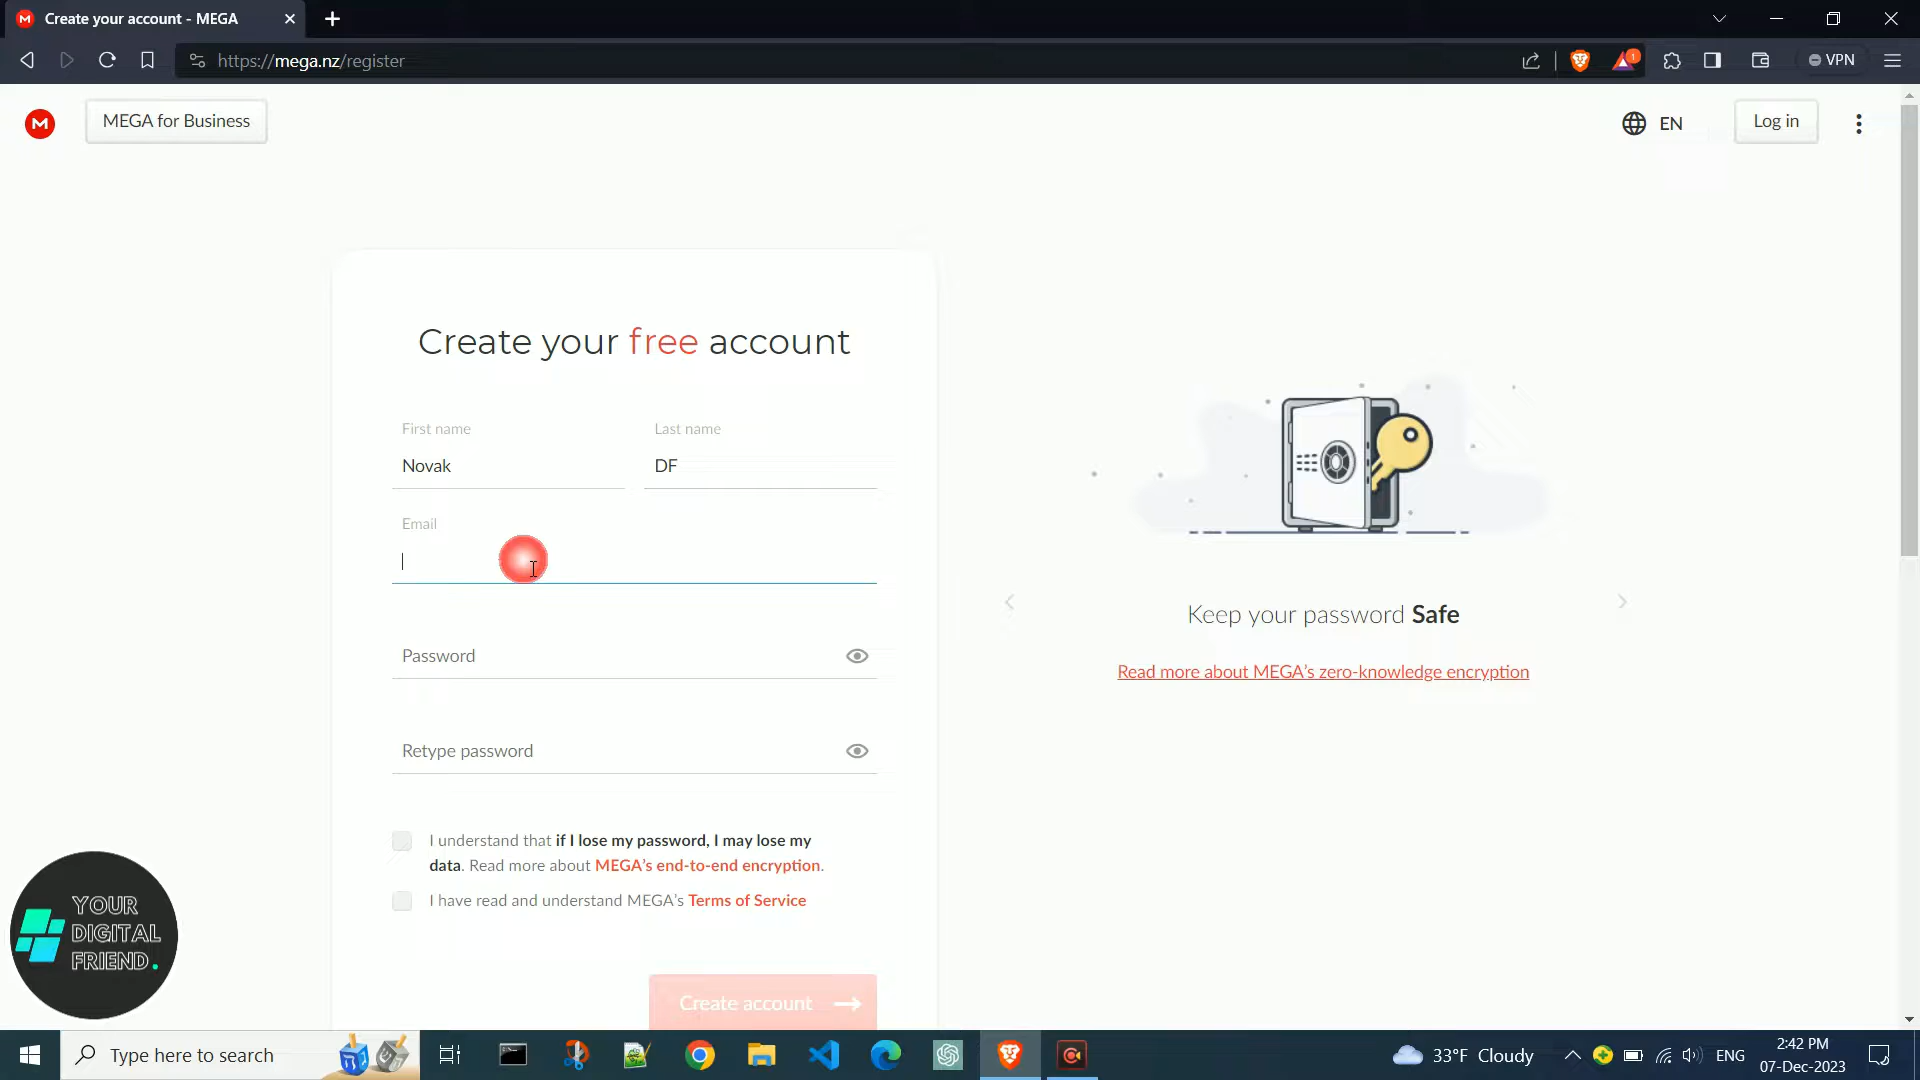 Create your account - MEGA
https://mega.nz/register
1
VPN
M
MEGA for Business
EN
Log in
Create your free account
First name
Last name
Novak
DF
Email
Password
Retype password
I understand that if I lose my password, I may lose my
data. Read more about MEGA's end-to-end encryption.
I have read and understand MEGA's Terms of Service
Create account
Keep your password Safe
Read more about MEGA's zero-knowledge encryption
YOUR
DIGITAL
FRIEND.
Type here to search
33°F Cloudy
ENG
2:42 PM
07-Dec-2023